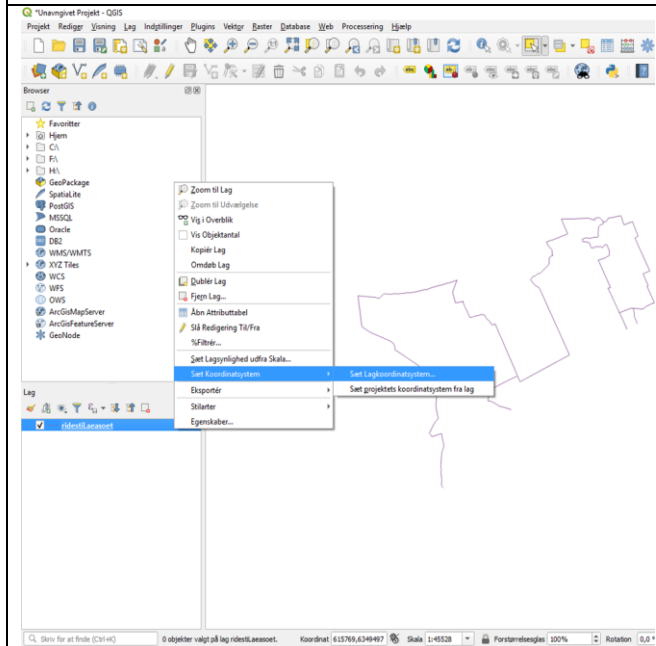 *Unavngivet Projekt - QGIS
Projekt Rediger Visning Lag Indstillinger Plugins Vektor Raster Database Web Processering Hjælp
Browser
Favoritter
Hjem
C:\
F:\
H:\
GeoPackage
SpatiaLite
PostGIS
MSSQL
Oracle
DB2
WMS/WMTS
XYZ Tiles
WCS
WFS
OWS
ArcGisMapServer
ArcGisFeatureServer
GeoNode
Zoom til Lag
Zoom til Udvælgelse
Vis i Overblik
Vis Objektantal
Kopiér Lag
Omdøb Lag
Dublér Lag
Fjern Lag...
Åbn Attributtabel
Slå Redigering Til/Fra
%Filtrér...
Sæt Lagsynlighed udfra Skala...
Sæt Koordinatsystem
Eksportér
Stilarter
Egenskaber...
Sæt Lagkoordinatsystem...
Sæt projektets koordinatsystem fra lag
Lag
ridestiLaeasoet
Skriv for at finde (Ctrl+K) 0 objekter valgt på lag ridestiLaeasoet. Koordinat 615769,6349497 Skala 1:45528 Forstørrelsesglas 100% Rotation 0,0 °